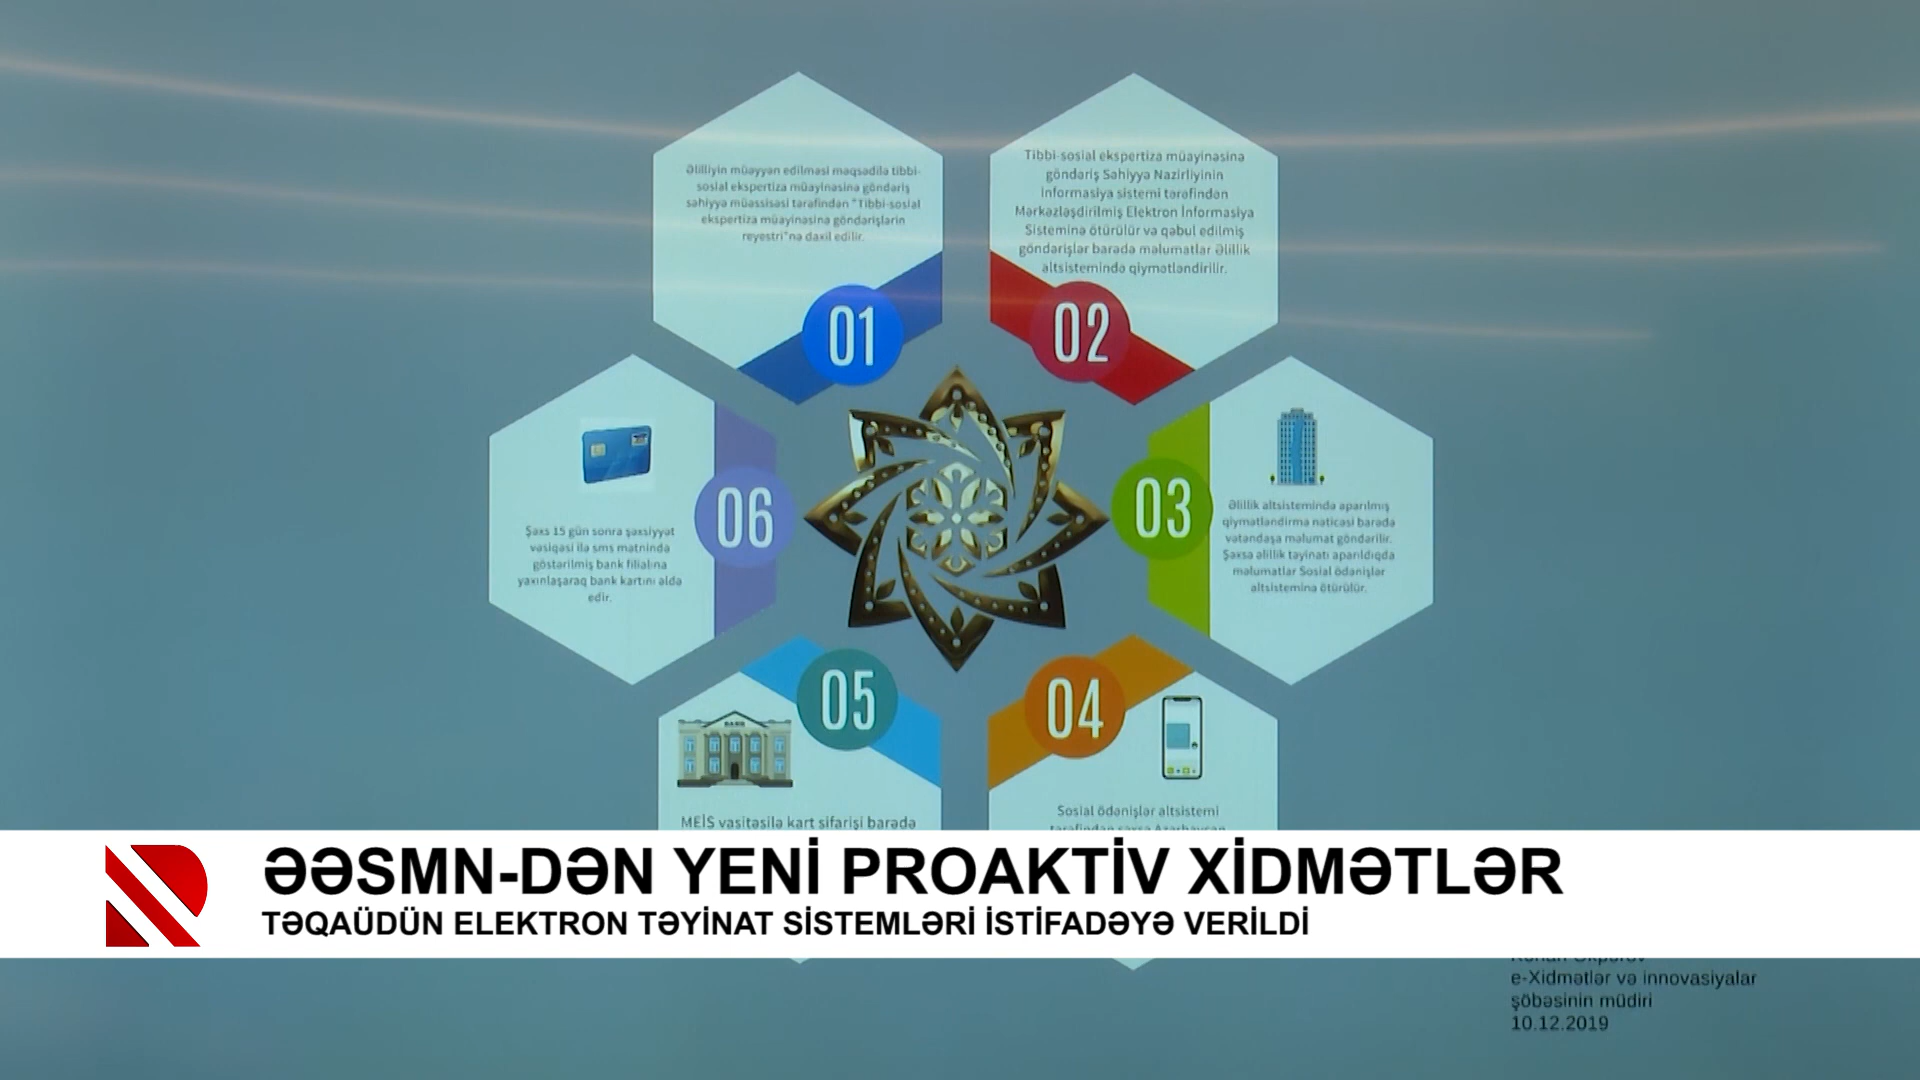 Əlilliyin müəyyən edilməsi məqsədilə tibbi-
sosial ekspertiza müayinəsinə göndəriş
səhiyyə müəssisəsi tərəfindən "Tibbi-sosial
ekspertiza müayinəsinə göndərişlərin
reyestri"nə daxil edilir.
01
Tibbi-sosial ekspertiza müayinəsinə
göndəriş Səhiyyə Nazirliyinin
informasiya sistemi tərəfindən
Mərkəzləşdirilmiş Elektron İnformasiya
Sisteminə ötürülür və qəbul edilmiş
göndərişlər barədə məlumatlar Əlillik
altsistemində qiymətləndirilir.
02
03
Əlillik altsistemində aparılmış
qiymətləndirmə nəticəsi barədə
vətəndaşa məlumat göndərilir.
Şəxsə əlillik təyinatı aparıldıqda
məlumatlar Sosial ödənişlər
altsisteminə ötürülür.
04
Sosial ödənişlər altsistemi
tərəfindən şəxsə Azərbaycan
05
BANK
MEİS vasitəsilə kart sifarişi barədə
06
Şəxs 15 gün sonra şəxsiyyət
vəsiqəsi ilə sms mətnində
göstərilmiş bank filialına
yaxınlaşaraq bank kartını əldə
edir.
ƏƏSMN-DƏN YENİ PROAKTİV XİDMƏTLƏR
TƏQAÜDÜN ELEKTRON TƏYİNAT SİSTEMLƏRİ İSTİFADƏYƏ VERİLDİ
e-Xidmətlər və innovasiyalar
şöbəsinin müdiri
10.12.2019